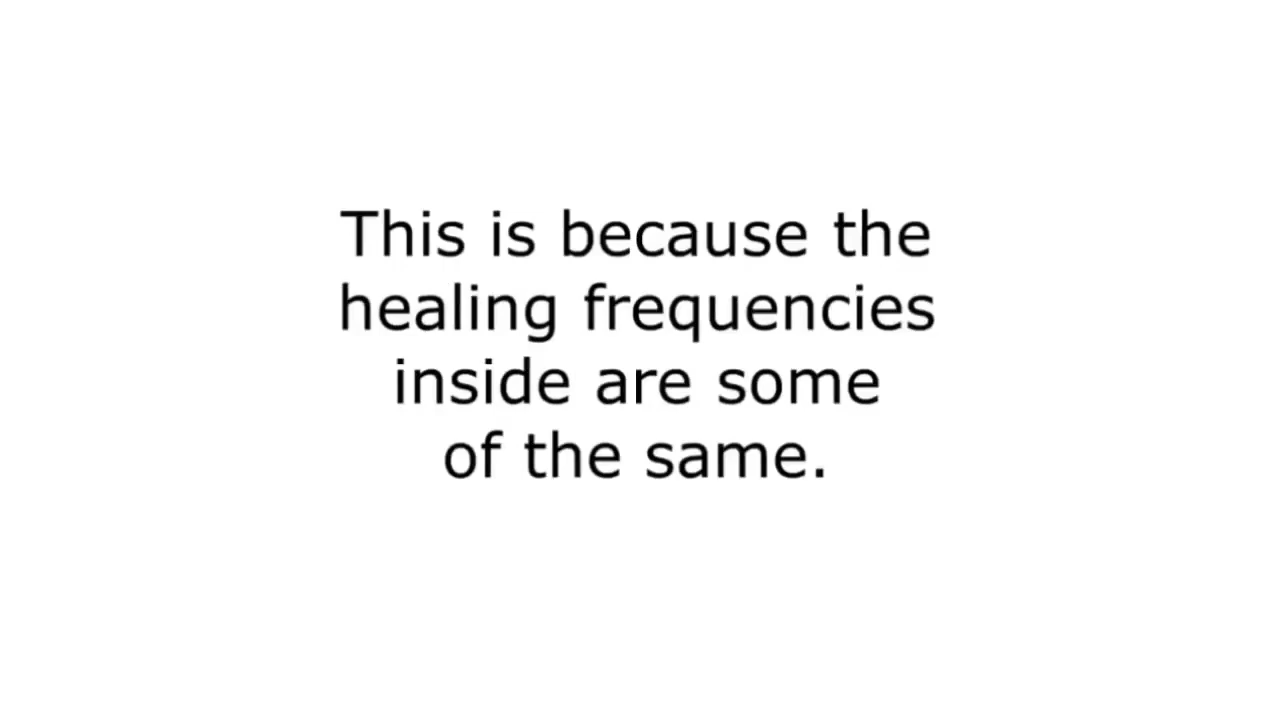 This is because the
healing frequencies
inside are some
of the same.